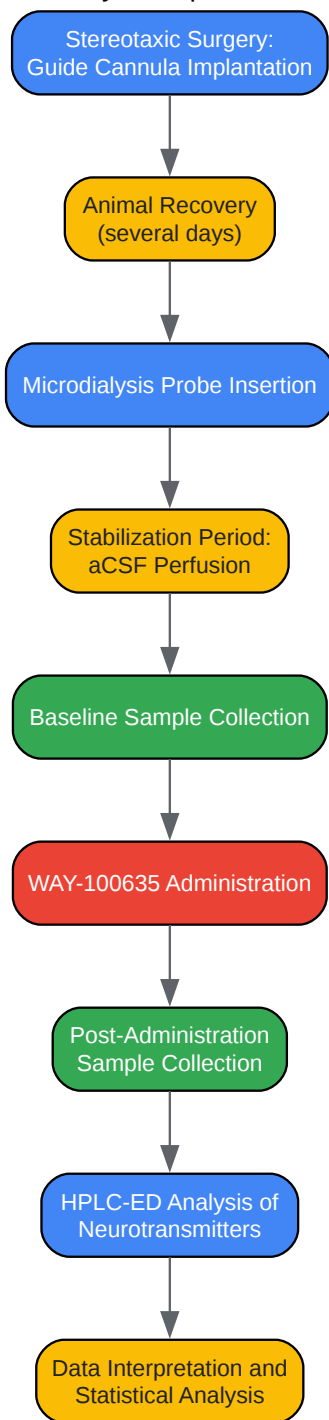 Stereotaxic Surgery:
Guide Cannula Implantation
Animal Recovery
(several days)
Microdialysis Probe Insertion
Stabilization Period:
aCSF Perfusion
Baseline Sample Collection
WAY-100635 Administration
Post-Administration
Sample Collection
HPLC-ED Analysis of
Neurotransmitters
Data Interpretation and
Statistical Analysis